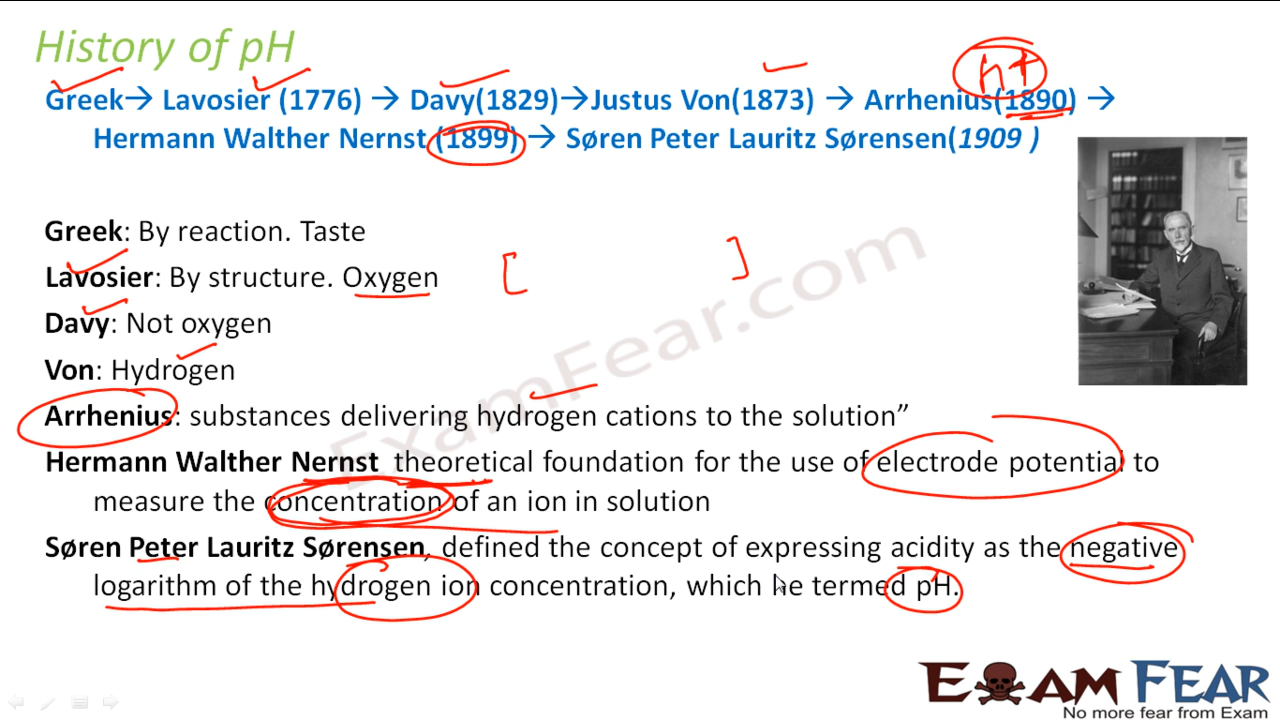 History of pH
h+
Greek→ Lavosier (1776) → Davy(1829)→Justus Von(1873) → Arrhenius(1890) →
Hermann Walther Nernst (1899) → Søren Peter Lauritz Sørensen(1909 )
Greek: By reaction. Taste
Lavosier: By structure. Oxygen
[ ]
Davy: Not oxygen
Von: Hydrogen
Arrhenius: substances delivering hydrogen cations to the solution”
Hermann Walther Nernst theoretical foundation for the use of electrode potential to
measure the concentration of an ion in solution
Søren Peter Lauritz Sørensen, defined the concept of expressing acidity as the negative
logarithm of the hydrogen ion concentration, which he termed pH.
ExamFear.com
EXAM FEAR
No more fear from Exam